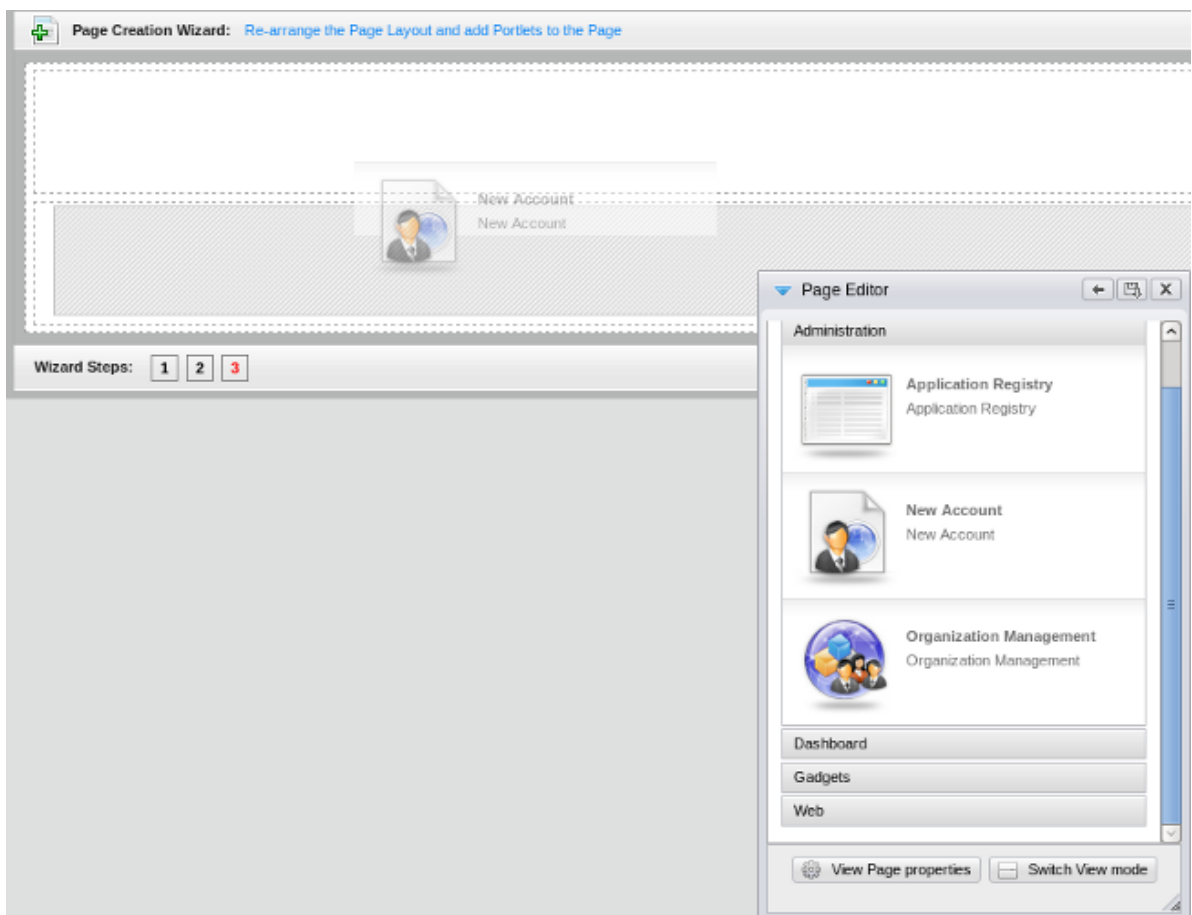 Page Creation Wizard: Re-arrange the Page Layout and add Portlets to the Page
New Account
New Account
Page Editor
Administration
Wizard Steps: 1 2 3
Application Registry
Application Registry
New Account
New Account
Organization Management
Organization Management
Dashboard
Gadgets
Web
View Page properties Switch View mode